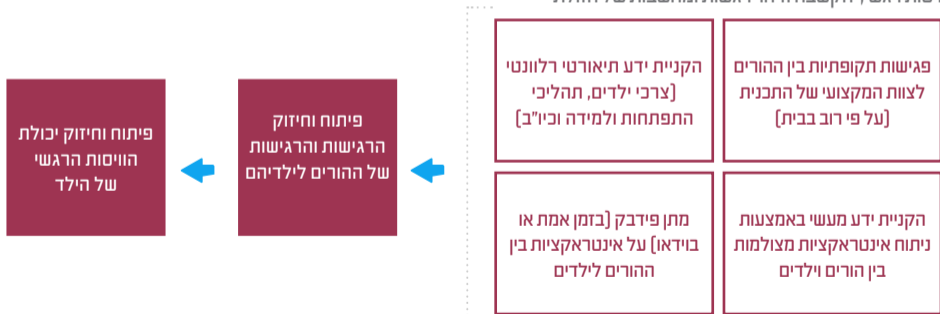 פגישות תקופתיות בין ההורים
לצוות המקצועי של התכנית
(על פי רוב בבית)
הקניית ידע תיאורטי רלוונטי
(צרכי ילדים, תהליכי
התפתחות ולמידה וכיו"ב)
הקניית ידע מעשי באמצעות
ניתוח אינטראקציות מצולמות
בין הורים וילדים
מתן פידבק (בזמן אמת או
בוידאו) על אינטראקציות בין
ההורים לילדים
פיתוח וחיזוק
הרגישות והרגישות
של ההורים לילדיהם
פיתוח וחיזוק יכולת
הוויסות הרגשי
של הילד